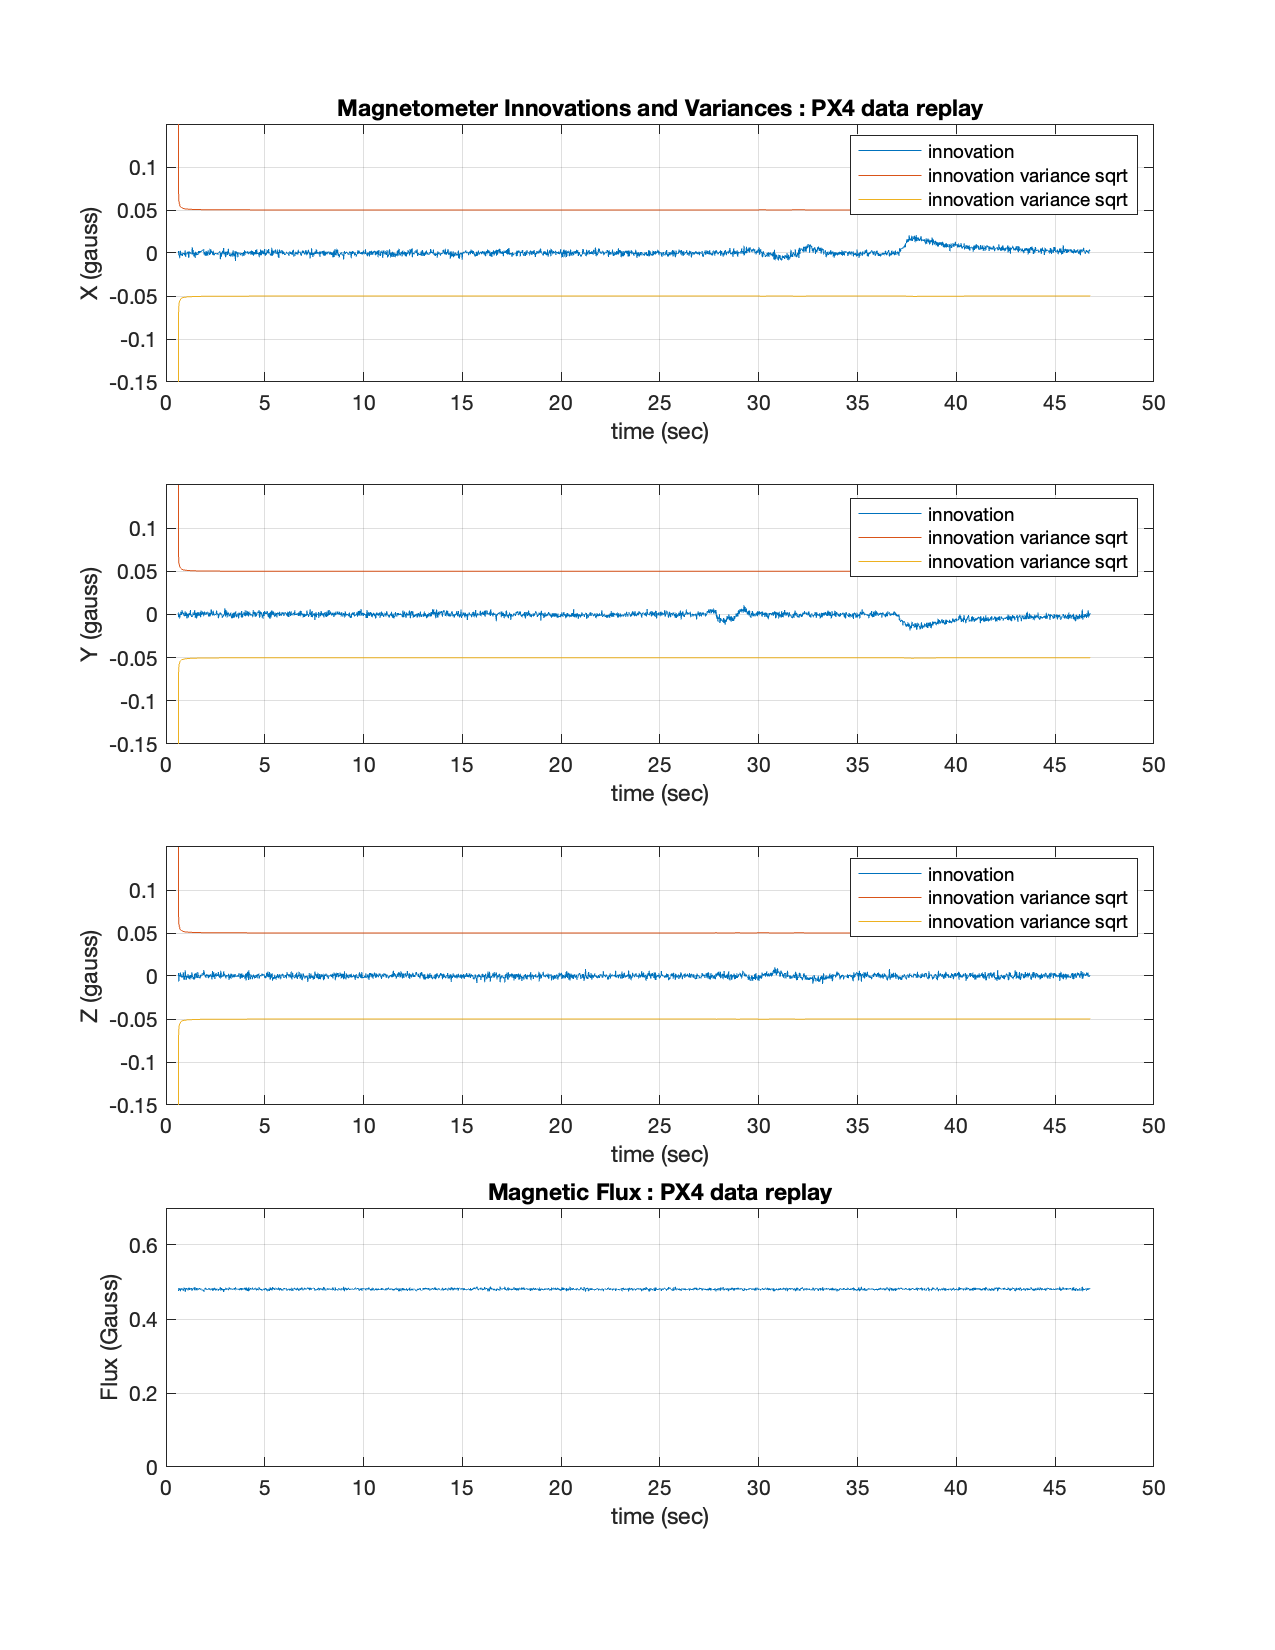 Magnetometer Innovations and Variances : PX4 data replay
X (gauss)
0.1
0.05
0
-0.05
-0.1
-0.15
innovation
innovation variance sqrt
innovation variance sqrt
0 5 10 15 20 25 30 35 40 45 50
time (sec)
Y (gauss)
0.1
0.05
0
-0.05
-0.1
-0.15
innovation
innovation variance sqrt
innovation variance sqrt
0 5 10 15 20 25 30 35 40 45 50
time (sec)
Z (gauss)
0.1
0.05
0
-0.05
-0.1
-0.15
innovation
innovation variance sqrt
innovation variance sqrt
0 5 10 15 20 25 30 35 40 45 50
time (sec)
Magnetic Flux : PX4 data replay
Flux (Gauss)
0.6
0.4
0.2
0
0 5 10 15 20 25 30 35 40 45 50
time (sec)